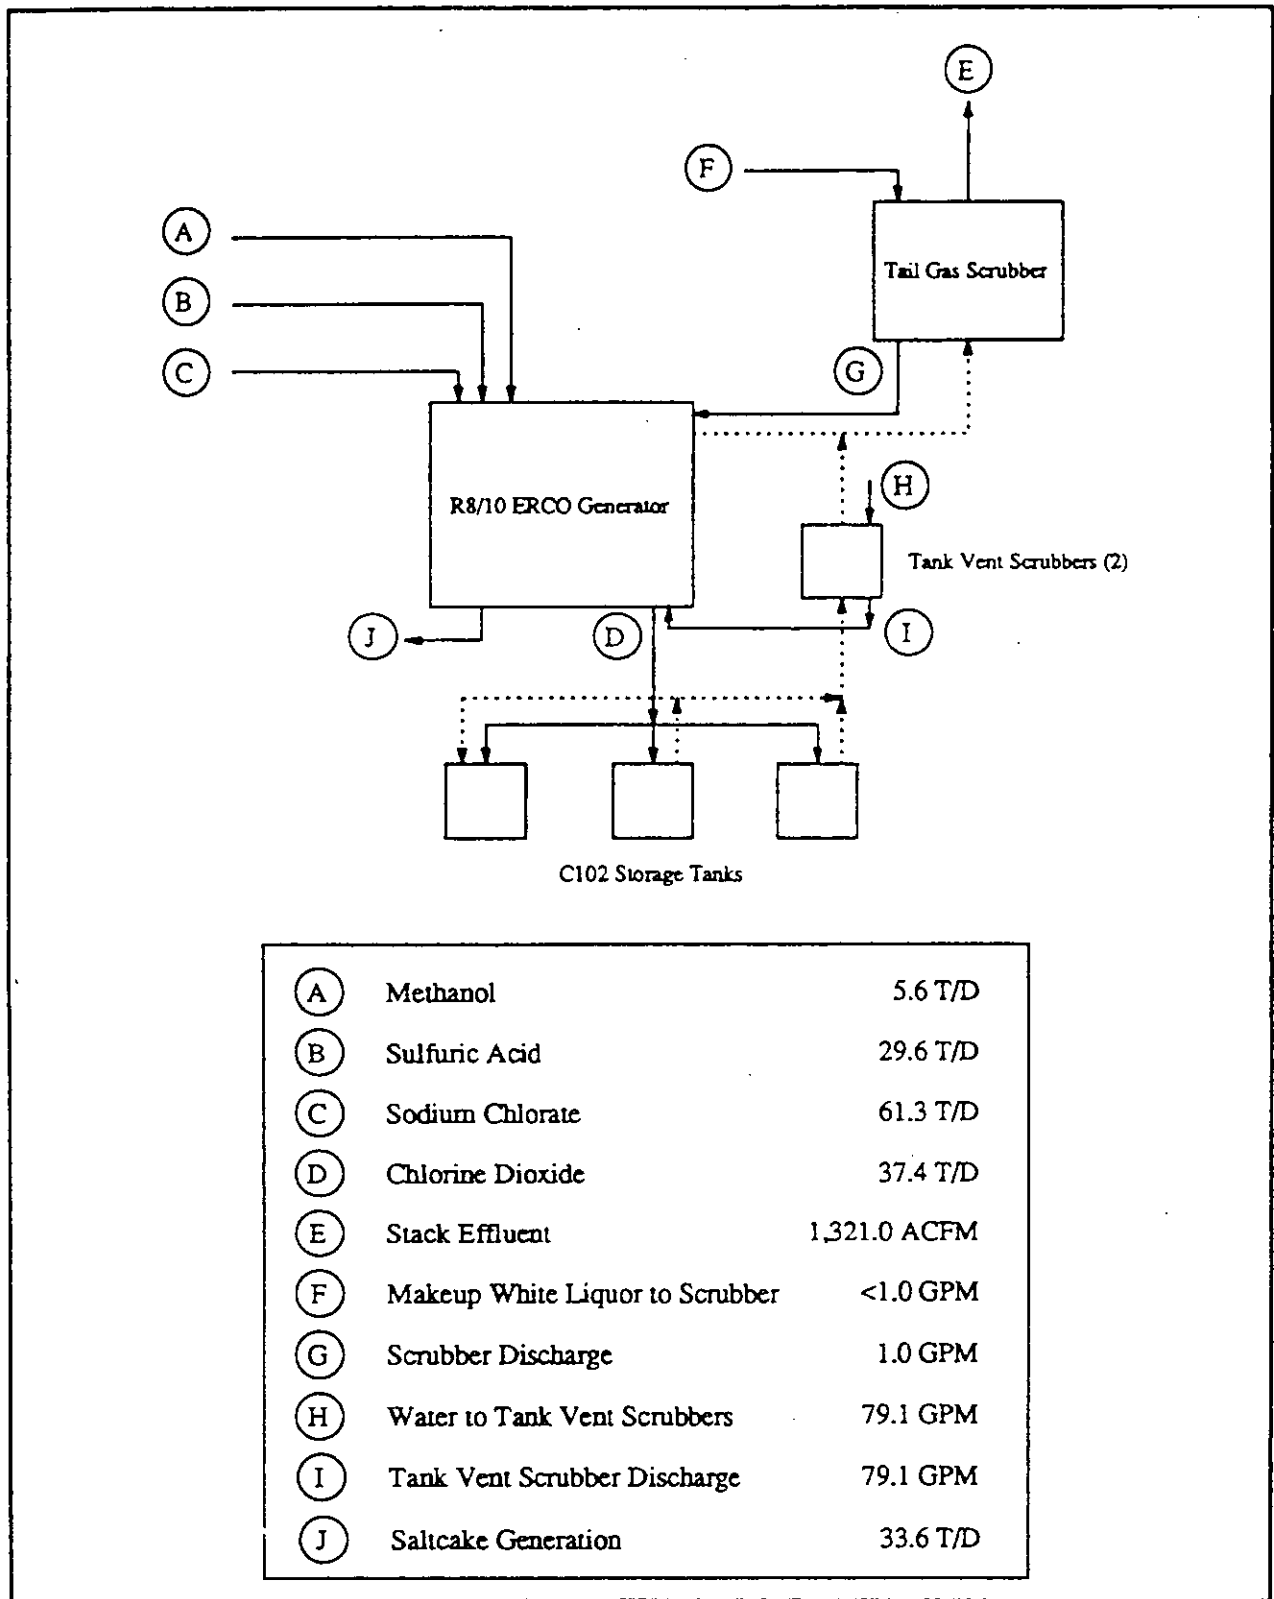 E
F
A
Tail Gas Scrubber
B
G
C
H
R8/10 ERCO Generator
Tank Vent Scrubbers (2)
J
D
I
C102 Storage Tanks
A Methanol 5.6 T/D
B Sulfuric Acid 29.6 T/D
C Sodium Chlorate 61.3 T/D
D Chlorine Dioxide 37.4 T/D
E Stack Effluent 1,321.0 ACFM
F Makeup White Liquor to Scrubber <1.0 GPM
G Scrubber Discharge 1.0 GPM
H Water to Tank Vent Scrubbers 79.1 GPM
I Tank Vent Scrubber Discharge 79.1 GPM
J Saltcake Generation 33.6 T/D